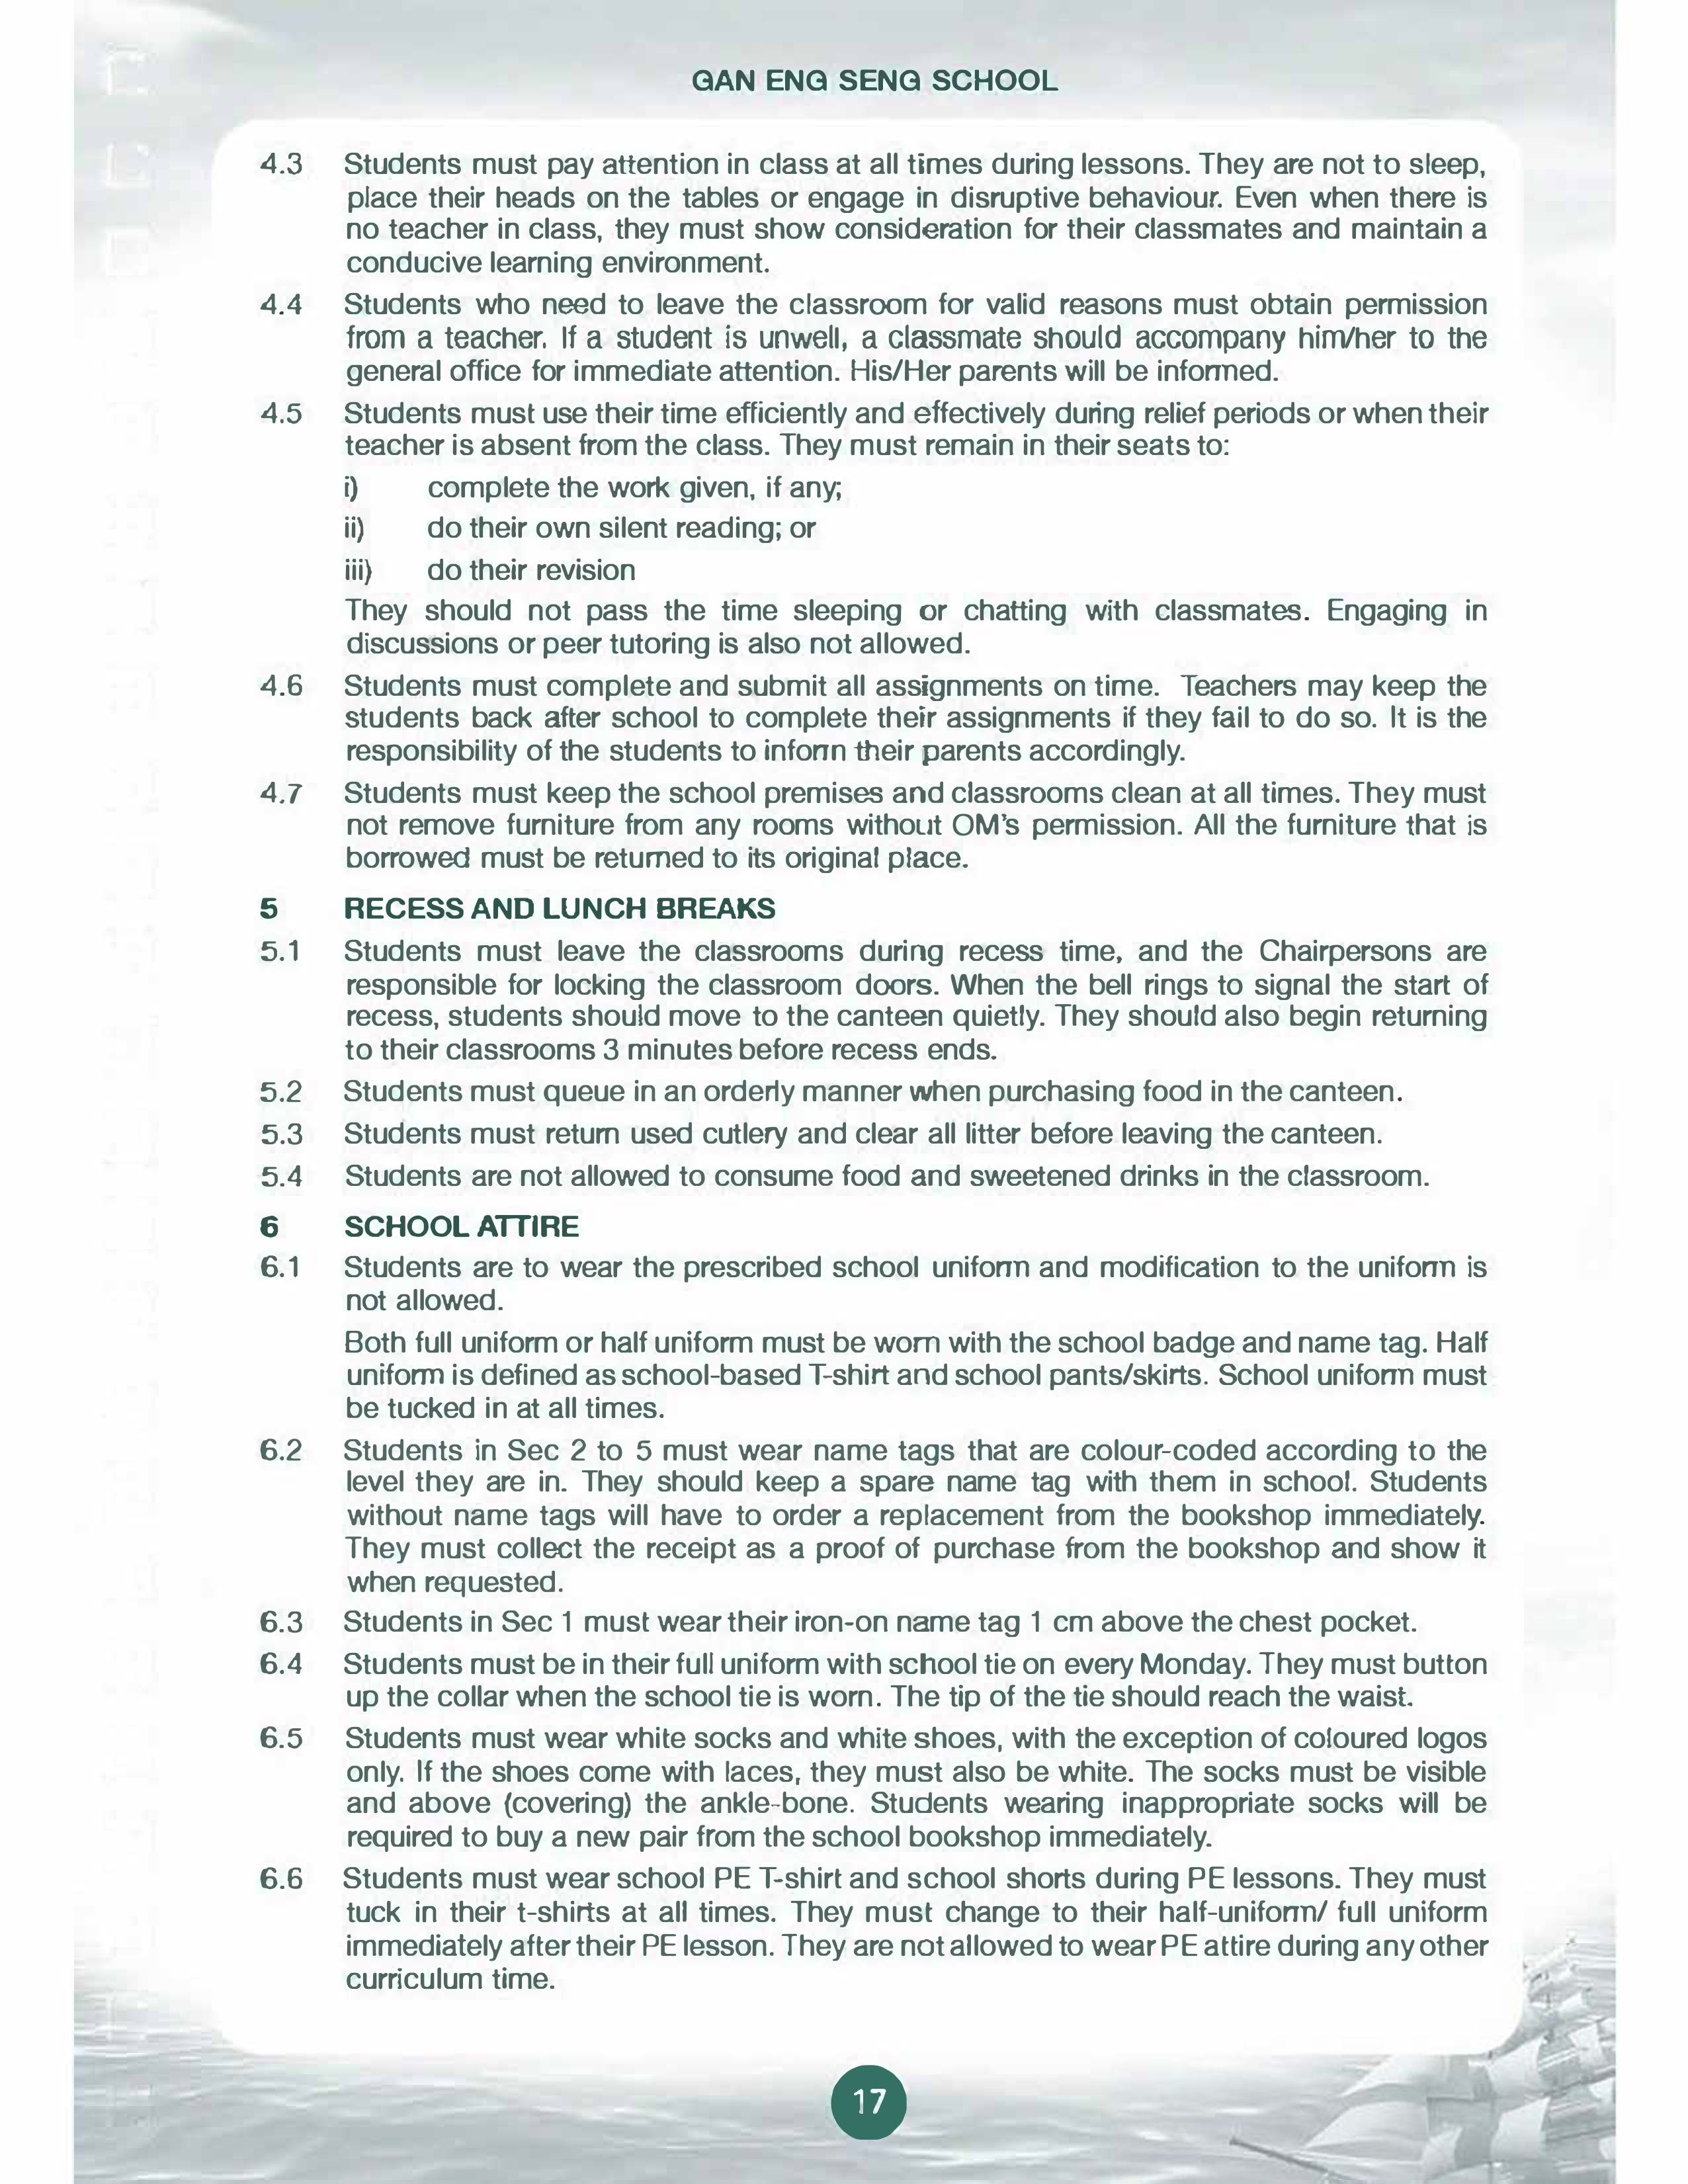 GAN ENG SENG SCHOOL
4.3 Students must pay attention in class at all times during lessons. They are not to sleep,
place their heads on the tables or engage in disruptive behaviour. Even when there is
no teacher in class, they must show consideration for their classmates and maintain a
conducive learning environment.
4.4 Students who need to leave the classroom for valid reasons must obtain permission
from a teacher. If a student is unwell, a classmate should accompany him/her to the
general office for immediate attention. His/Her parents will be informed.
4.5 Students must use their time efficiently and effectively during relief periods or when their
teacher is absent from the class. They must remain in their seats to:
i) complete the work given, if any;
ii) do their own silent reading; or
iii) do their revision
They should not pass the time sleeping or chatting with classmates. Engaging in
discussions or peer tutoring is also not allowed.
4.6 Students must complete and submit all assignments on time. Teachers may keep the
students back after school to complete their assignments if they fail to do so. It is the
responsibility of the students to inform their parents accordingly.
4.7 Students must keep the school premises and classrooms clean at all times. They must
not remove furniture from any rooms without OM's permission. All the furniture that is
borrowed must be returned to its original place.
5 RECESS AND LUNCH BREAKS
5.1 Students must leave the classrooms during recess time, and the Chairpersons are
responsible for locking the classroom doors. When the bell rings to signal the start of
recess, students should move to the canteen quietly. They should also begin returning
to their classrooms 3 minutes before recess ends.
5.2 Students must queue in an orderly manner when purchasing food in the canteen.
5.3 Students must return used cutlery and clear all litter before leaving the canteen.
5.4 Students are not allowed to consume food and sweetened drinks in the classroom.
6 SCHOOL ATTIRE
6.1 Students are to wear the prescribed school uniform and modification to the uniform is
not allowed.
Both full uniform or half uniform must be worn with the school badge and name tag. Half
uniform is defined as school-based T-shirt and school pants/skirts. School uniform must
be tucked in at all times.
6.2 Students in Sec 2 to 5 must wear name tags that are colour-coded according to the
level they are in. They should keep a spare name tag with them in school. Students
without name tags will have to order a replacement from the bookshop immediately.
They must collect the receipt as a proof of purchase from the bookshop and show it
when requested.
6.3 Students in Sec 1 must wear their iron-on name tag 1 cm above the chest pocket.
6.4 Students must be in their full uniform with school tie on every Monday. They must button
up the collar when the school tie is worn. The tip of the tie should reach the waist.
6.5 Students must wear white socks and white shoes, with the exception of coloured logos
only. If the shoes come with laces, they must also be white. The socks must be visible
and above (covering) the ankle-bone. Students wearing inappropriate socks will be
required to buy a new pair from the school bookshop immediately.
6.6 Students must wear school PE T-shirt and school shorts during PE lessons. They must
tuck in their t-shirts at all times. They must change to their half-uniform/ full uniform
immediately after their PE lesson. They are not allowed to wear PE attire during any other
curriculum time.
17